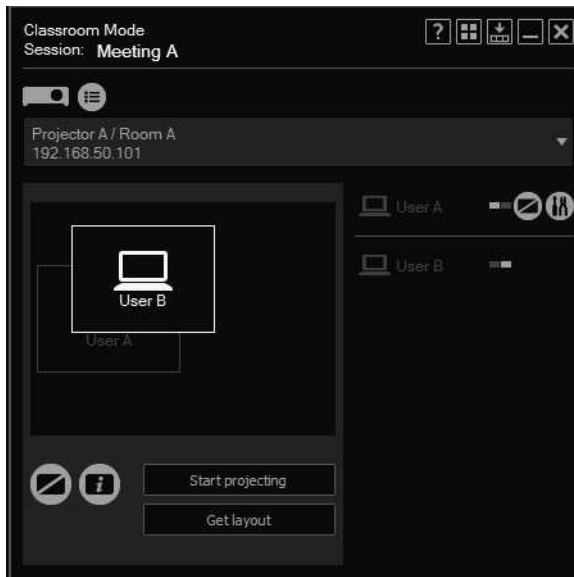 Classroom Mode
Session: Meeting A
?
Projector A / Room A
192.168.50.101
User A
User B
User B
User A
i
Start projecting
Get layout